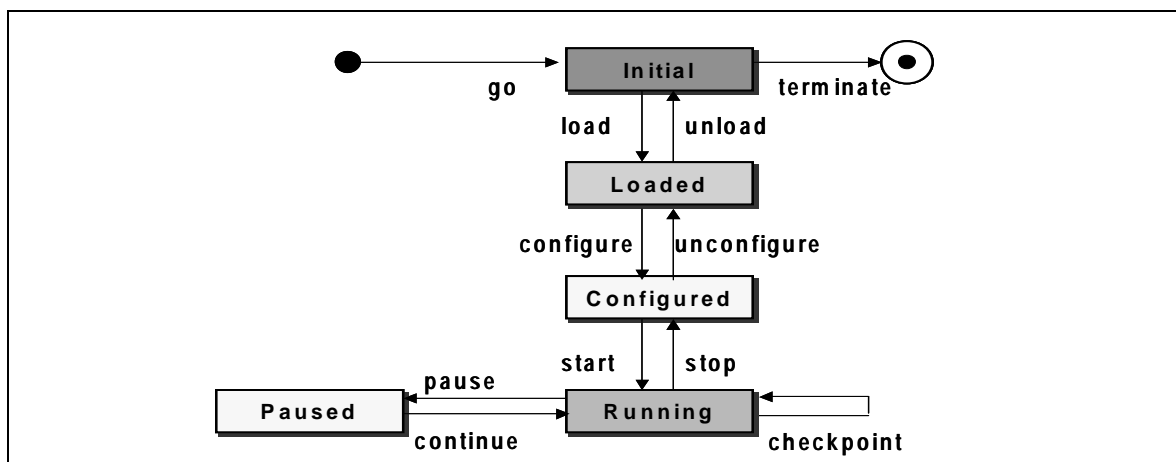 Initial
go
terminate
load
unload
Loaded
configure
unconfigure
Configured
start
stop
pause
Paused
Running
continue
checkpoint